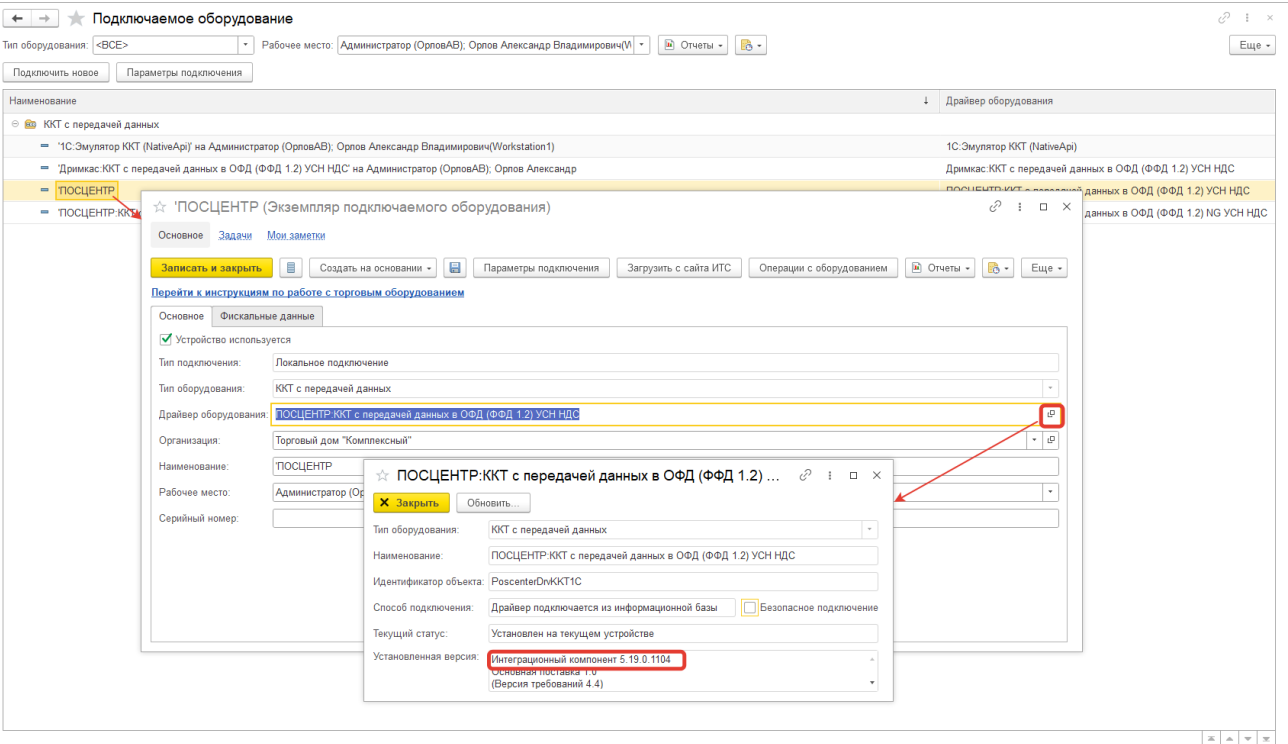 Подключаемое оборудование
Тип оборудования: <ВСЕ> Рабочее место: Администратор (ОрловАВ); Орлов Александр Владимирович(W Отчеты Еще
Подключить новое Параметры подключения
Наименование Драйвер оборудования
ККТ с передачей данных
'1С:Эмулятор ККТ (NativeApi)' на Администратор (ОрловАВ); Орлов Александр Владимирович(Workstation1) 1С:Эмулятор ККТ (NativeApi)
'Дримкас:ККТ с передачей данных в ОФД (ФФД 1.2) УСН НДС' на Администратор (ОрловАВ); Орлов Александр Дримкас:ККТ с передачей данных в ОФД (ФФД 1.2) УСН НДС
'ПОСЦЕНТР ПОСЦЕНТР:ККТ с передачей данных в ОФД (ФФД 1.2) УСН НДС
'ПОСЦЕНТР:ККТ данных в ОФД (ФФД 1.2) NG УСН НДС
'ПОСЦЕНТР (Экземпляр подключаемого оборудования)
Основное Задачи Мои заметки
Записать и закрыть Создать на основании Параметры подключения Загрузить с сайта ИТС Операции с оборудованием Отчеты Еще
Перейти к инструкциям по работе с торговым оборудованием
Основное Фискальные данные
Устройство используется
Тип подключения: Локальное подключение
Тип оборудования: ККТ с передачей данных
Драйвер оборудования: ПОСЦЕНТР:ККТ с передачей данных в ОФД (ФФД 1.2) УСН НДС
Организация: Торговый дом "Комплексный"
Наименование: 'ПОСЦЕНТР
Рабочее место: Администратор (Ор
Серийный номер:
ПОСЦЕНТР:ККТ с передачей данных в ОФД (ФФД 1.2) ...
Закрыть Обновить...
Тип оборудования: ККТ с передачей данных
Наименование: ПОСЦЕНТР:ККТ с передачей данных в ОФД (ФФД 1.2) УСН НДС
Идентификатор объекта: PoscenterDrvKKT1C
Способ подключения: Драйвер подключается из информационной базы Безопасное подключение
Текущий статус: Установлен на текущем устройстве
Установленная версия: Интеграционный компонент 5.19.0.1104
Основная поставка 1.0
(Версия требований 4.4)